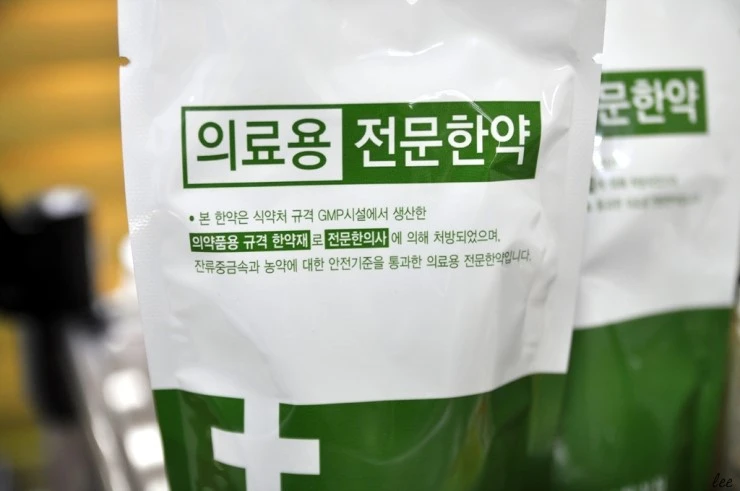 의료용 전문한약
• 본 한약은 식약처 규격 GMP시설에서 생산한
의약품용 규격 한약재로 전문한의사에 의해 처방되었으며,
잔류중금속과 농약에 대한 안전기준을 통과한 의료용 전문한약입니다.
문한약
lee